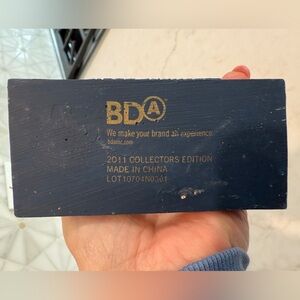 BDA
We make your brand an experience
bdainc.com
2011 COLLECTORS EDITION
MADE IN CHINA